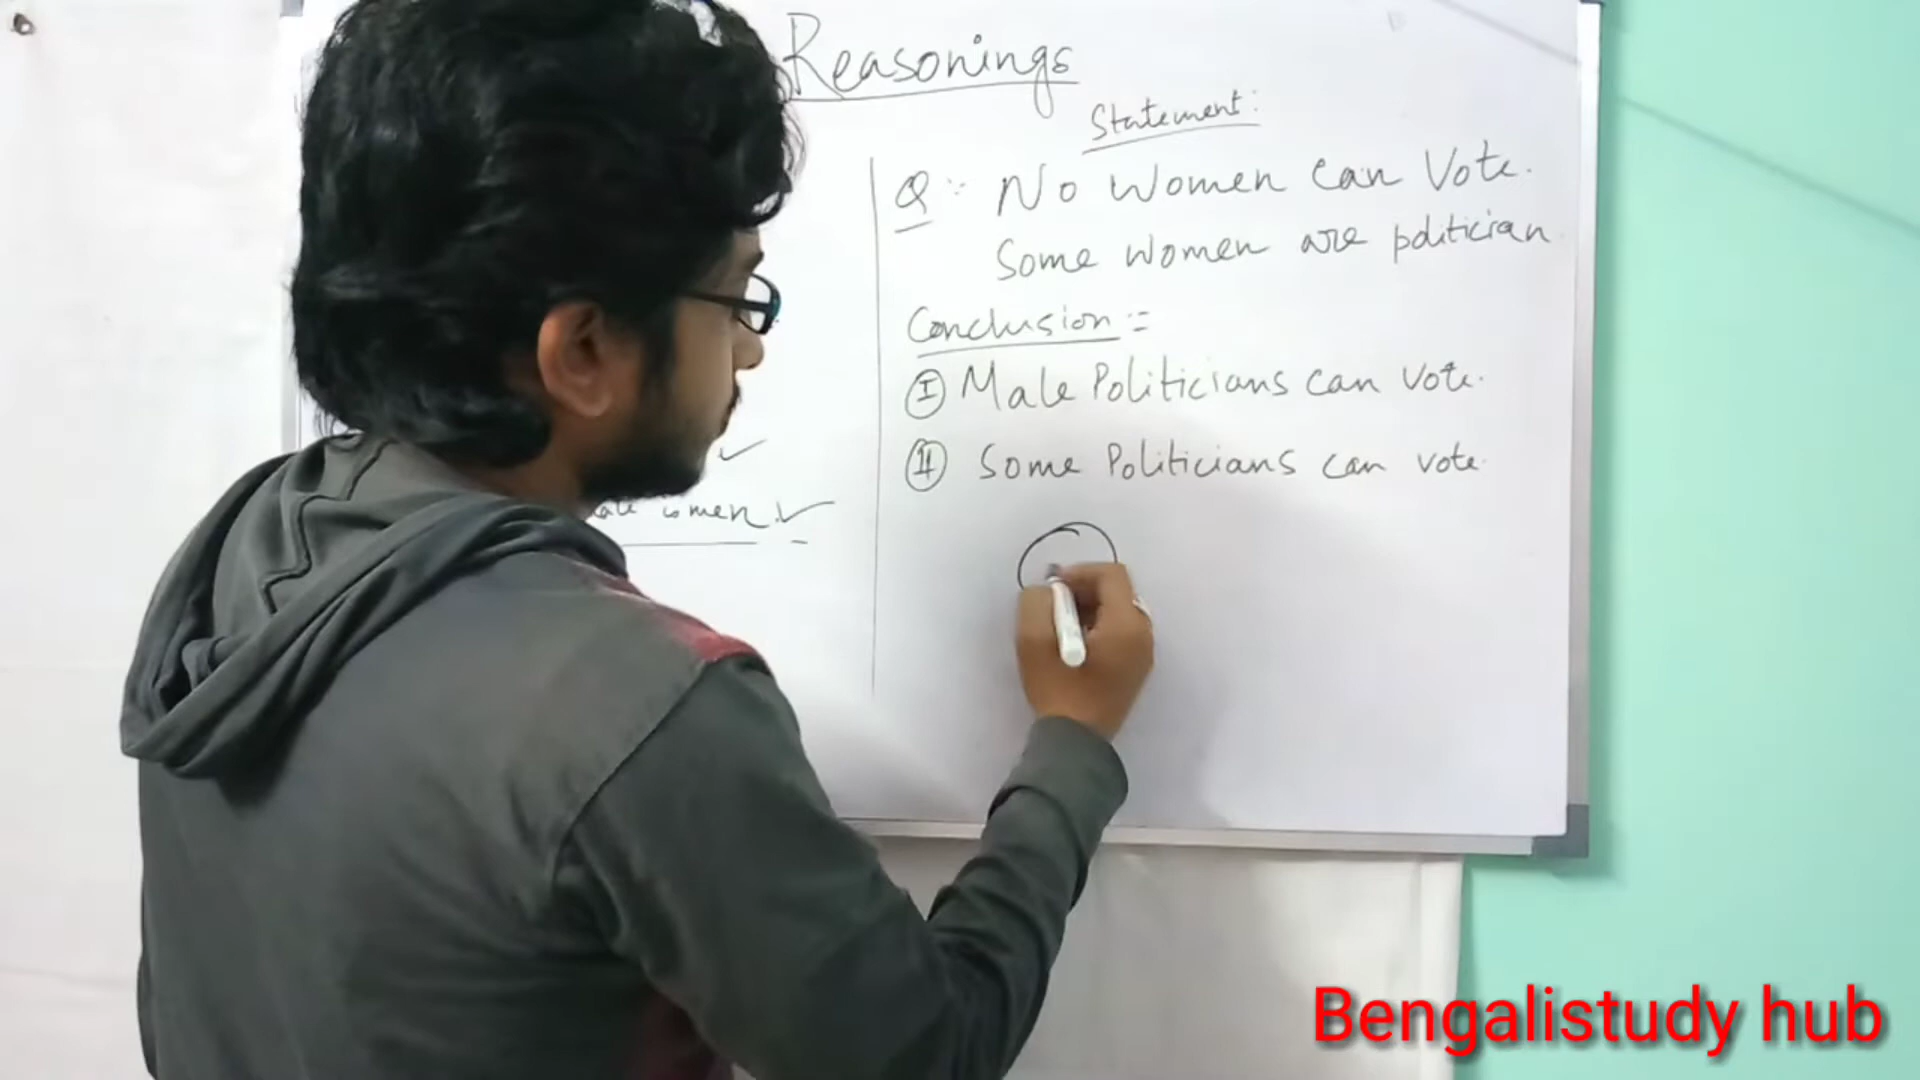 Reasonings
women.
Statement:
Q:- No Women can Vote.
Some women are politician
Conclusion :-
I Male Politicians can vote.
II Some Politicians can vote.
Bengalistudy hub